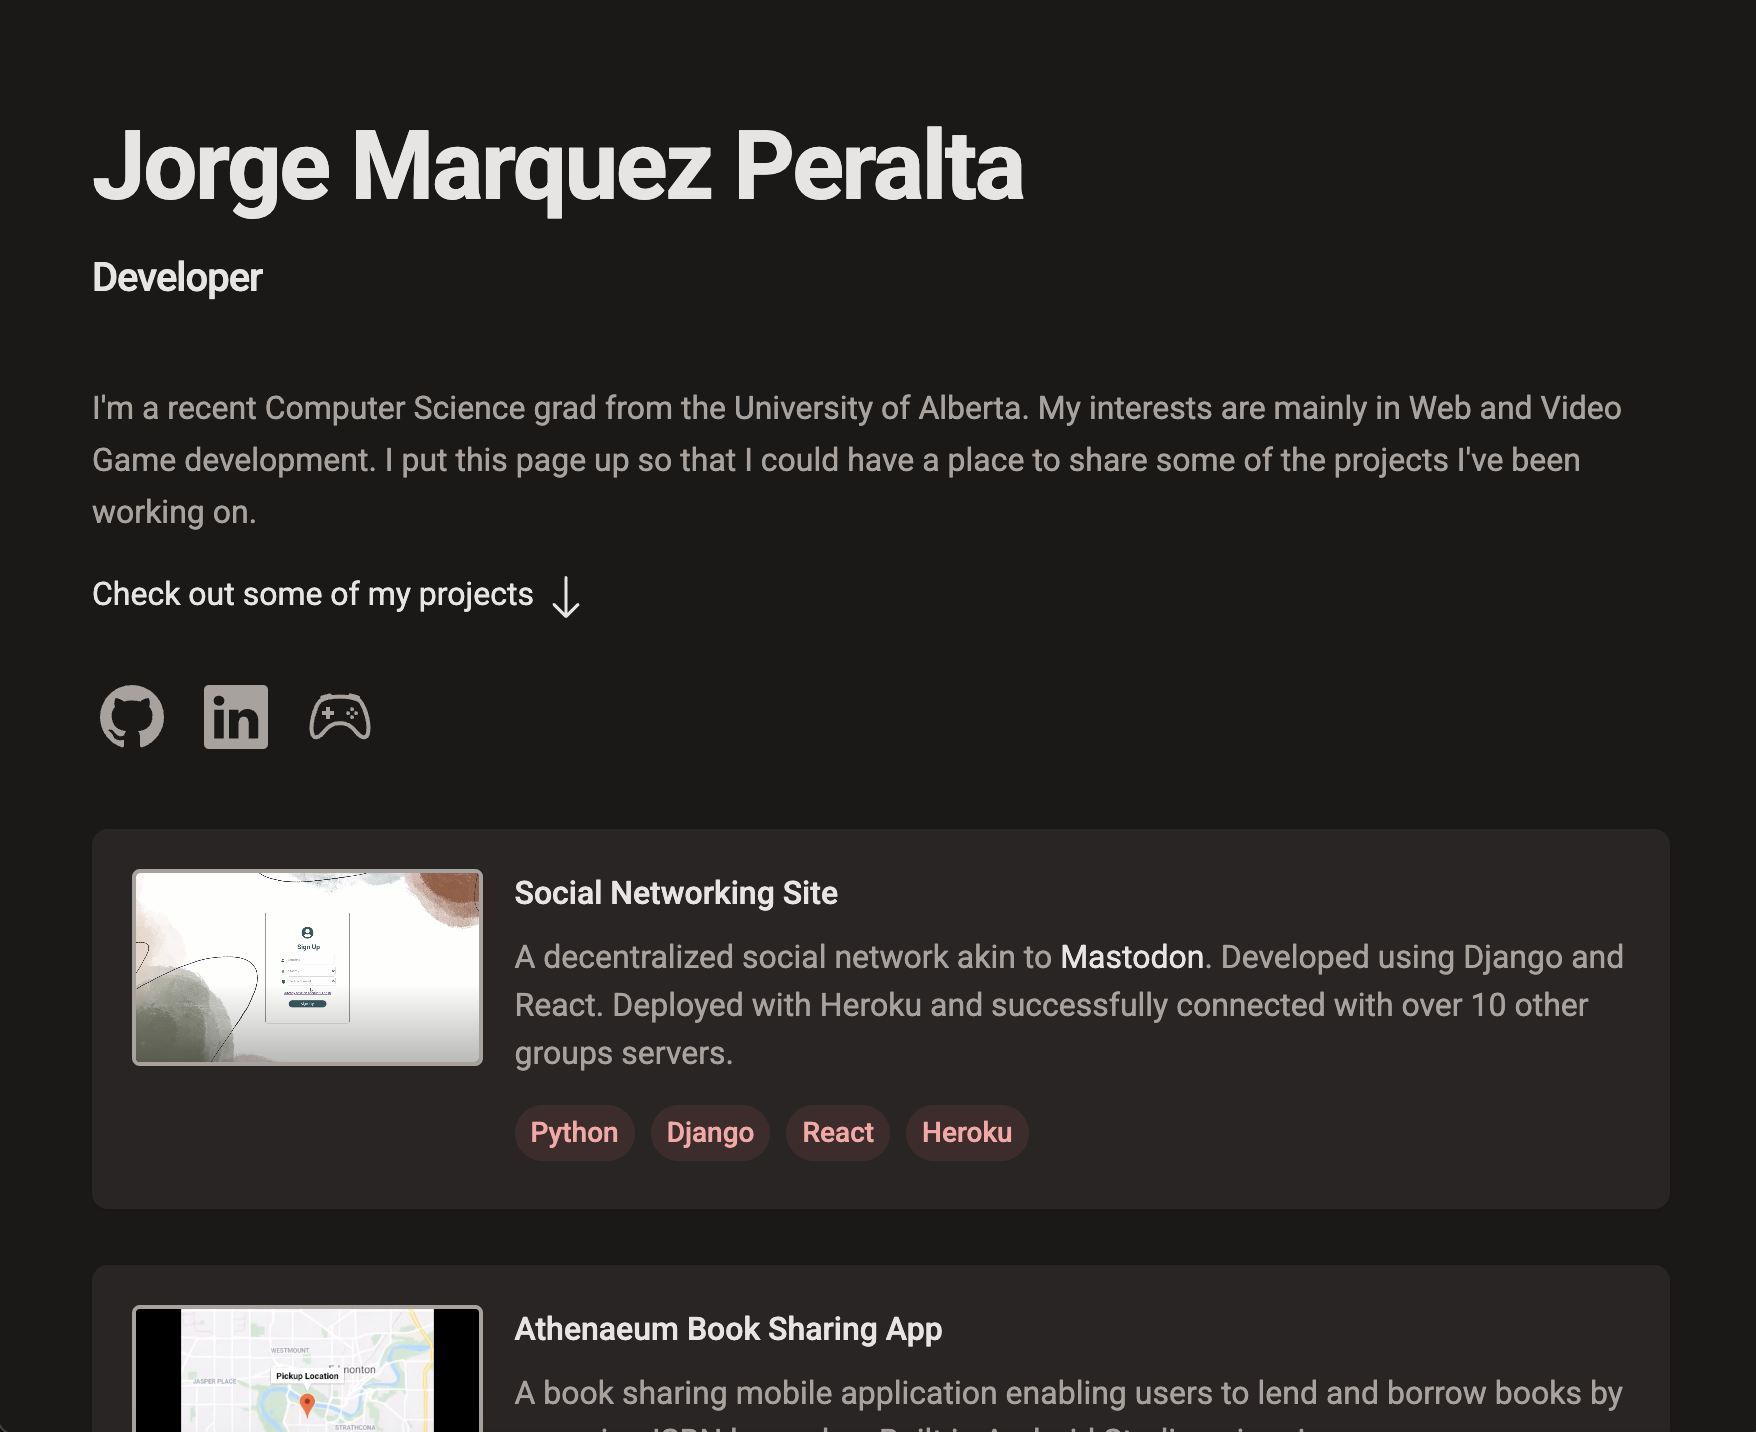 Jorge Marquez Peralta
Developer
I'm a recent Computer Science grad from the University of Alberta. My interests are mainly in Web and Video
Game development. I put this page up so that I could have a place to share some of the projects I've been
working on.
Check out some of my projects
in
Sign Up
Social Networking Site
A decentralized social network akin to Mastodon. Developed using Django and
React. Deployed with Heroku and successfully connected with over 10 other
groups servers.
Python Django React Heroku
WESTMOUNT
nonton
JASPER PLACE
Pickup Location
STRATHCONA
Athenaeum Book Sharing App
A book sharing mobile application enabling users to lend and borrow books by